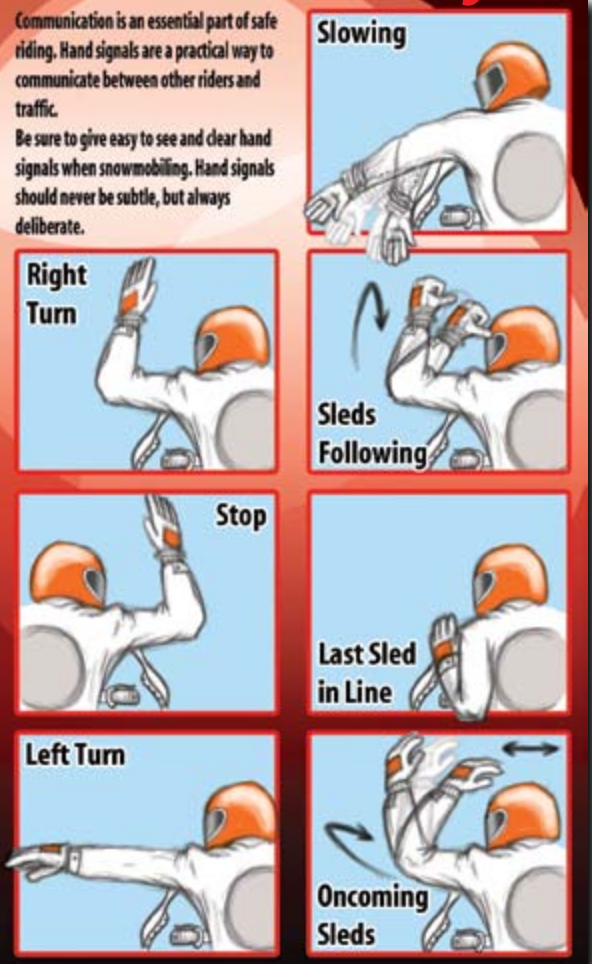 Communication is an essential part of safe
riding. Hand signals are a practical way to
communicate between other riders and
traffic.
Be sure to give easy to see and clear hand
signals when snowmobiling. Hand signals
should never be subtle, but always
deliberate.
Slowing
Right
Turn
Sleds
Following
Stop
Last Sled
in Line
Left Turn
Oncoming
Sleds